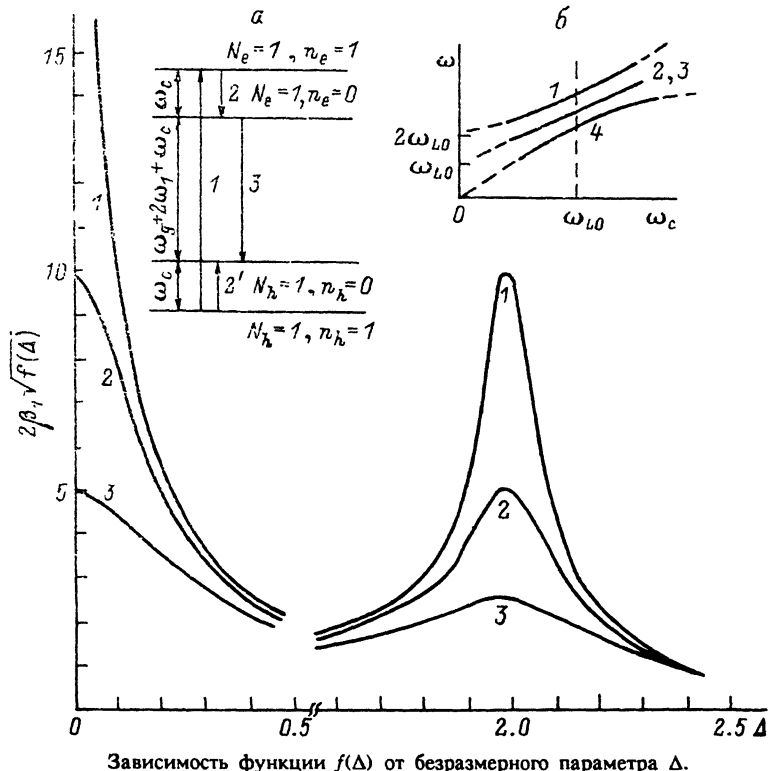 а
б
15
10
5
0
0.5
2.0
2.5 Δ
2β₁√f(Δ)
1
2
3
1
2
3
N_e=1, n_e=1
2 N_e=1, n_e=0
ω_c
ω_g+2ω_1+ω_c
1
3
ω_c
2' N_h=1, n_h=0
N_h=1, n_h=1
ω
1
2,3
4
2ω_LO
ω_LO
0
ω_LO
ω_c
Зависимость функции f(Δ) от безразмерного параметра Δ.